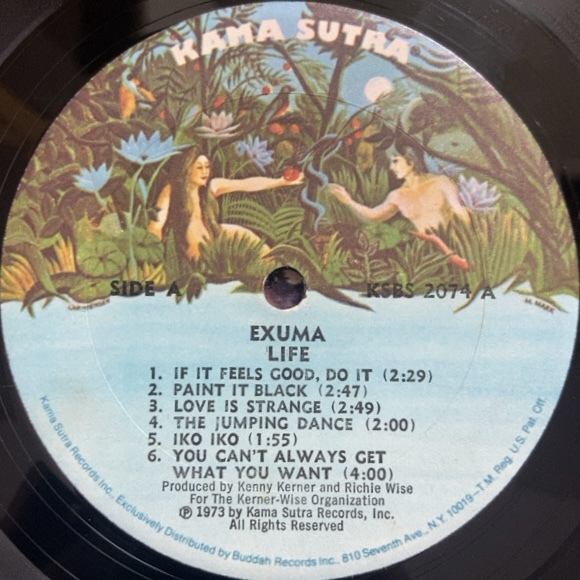 KAMA SUTRA
SIDE A
KSBS 2074 A
M. MARK
EXUMA
LIFE
1. IF IT FEELS GOOD, DO IT (2:29)
2. PAINT IT BLACK (2:47)
3. LOVE IS STRANGE (2:49)
4. THE JUMPING DANCE (2:00)
5. IKO IKO (1:55)
6. YOU CAN'T ALWAYS GET
WHAT YOU WANT (4:00)
Produced by Kenny Kerner and Richie Wise
For The Kerner-Wise Organization
℗ 1973 by Kama Sutra Records, Inc.
All Rights Reserved
Kama Sutra Records Inc., Exclusively Distributed by Buddah Records Inc., 810 Seventh Ave., N.Y. 10019–T.M. Reg. U.S. Pat. Off.